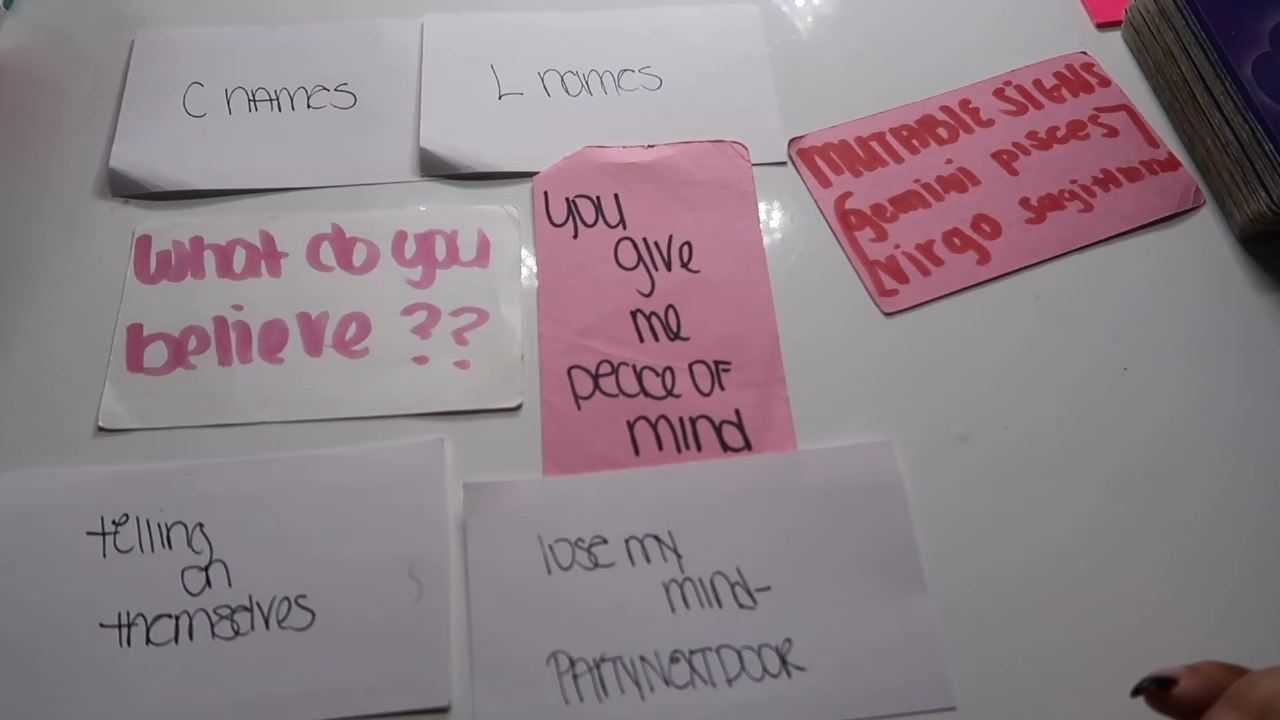 C NAMES
L names
MUTABLE SIGNS
[gemini pisces]
[virgo
What do you
believe ??
you
give
me
peace OF
mind
telling
on
themselves
lose my
mind-
PARTYNEXTDOOR